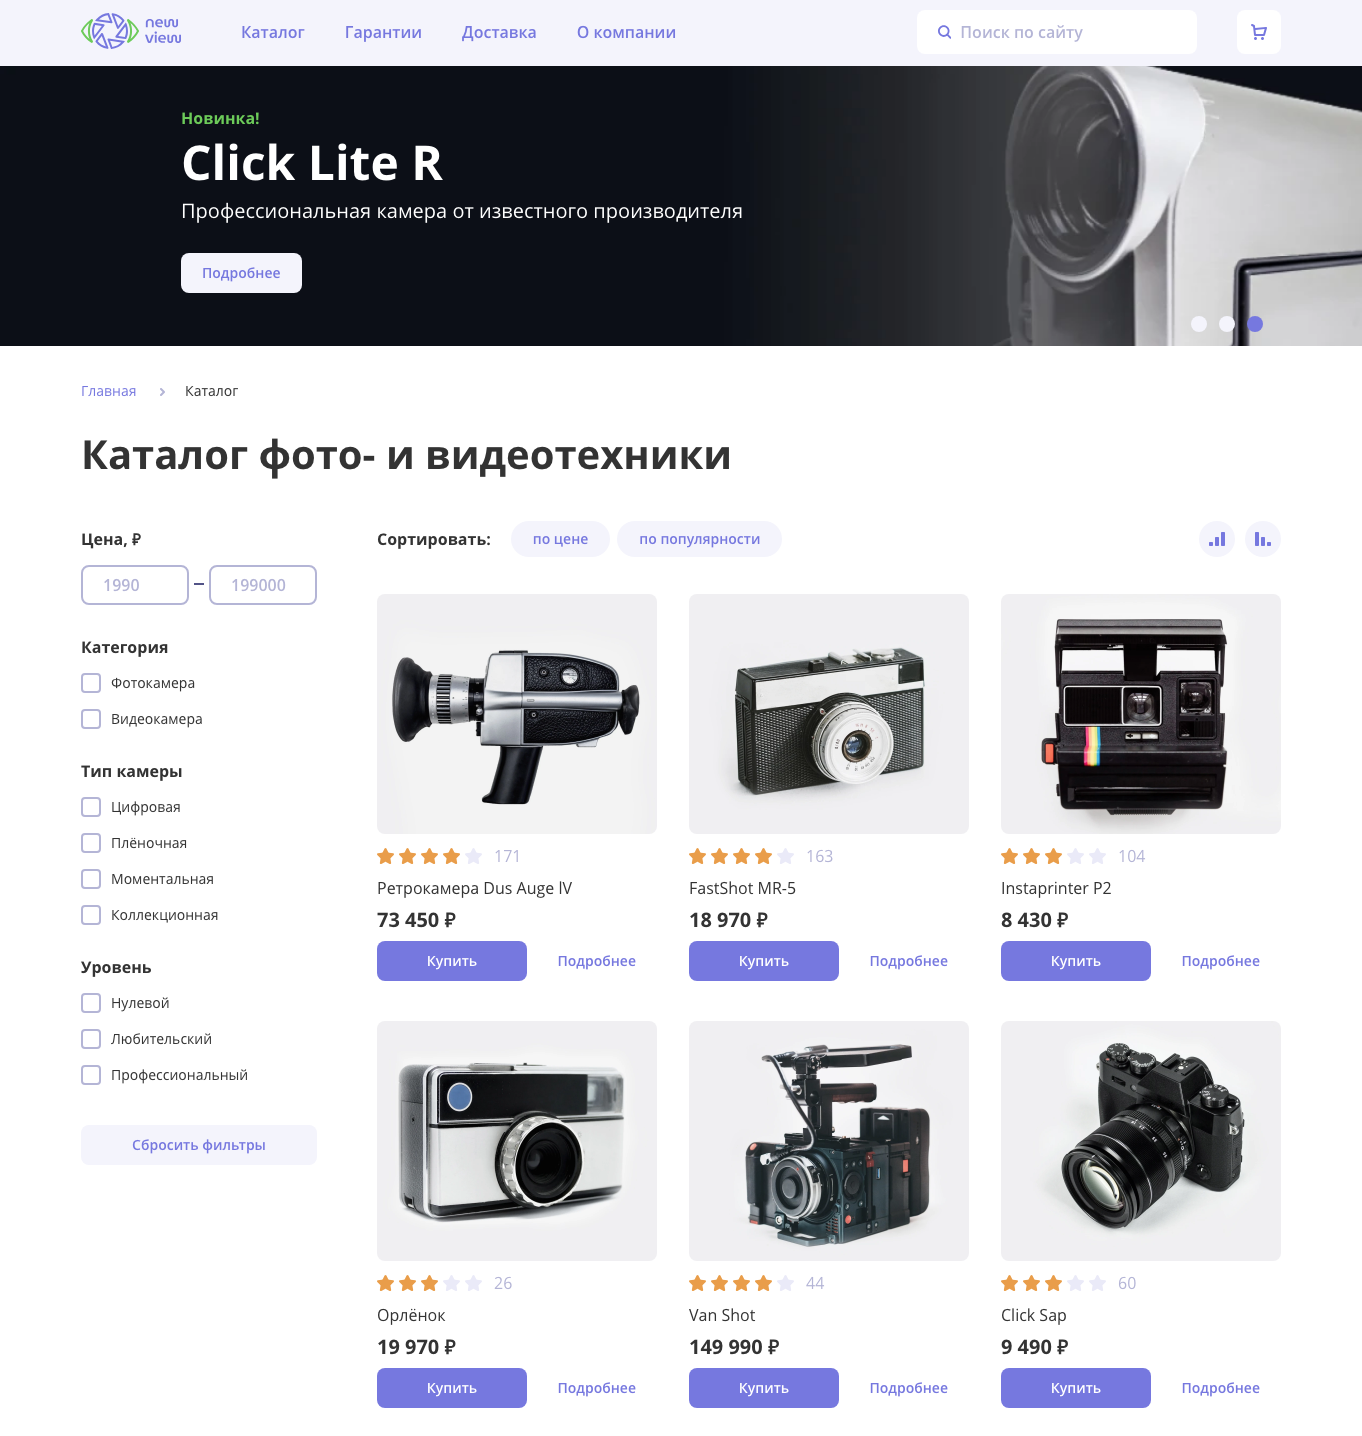 new
view
Каталог
Гарантии
Доставка
О компании
Поиск по сайту
Новинка!
Click Lite R
Профессиональная камера от известного производителя
Подробнее
Главная
Каталог
Каталог фото- и видеотехники
Цена, ₽
1990 – 199000
Категория
Фотокамера
Видеокамера
Тип камеры
Цифровая
Плёночная
Моментальная
Коллекционная
Уровень
Нулевой
Любительский
Профессиональный
Сбросить фильтры
Сортировать: по цене по популярности
171
Ретрокамера Dus Auge lV
73 450 ₽
Купить Подробнее
163
FastShot MR-5
18 970 ₽
Купить Подробнее
104
Instaprinter P2
8 430 ₽
Купить Подробнее
26
Орлёнок
19 970 ₽
Купить Подробнее
44
Van Shot
149 990 ₽
Купить Подробнее
60
Click Sap
9 490 ₽
Купить Подробнее